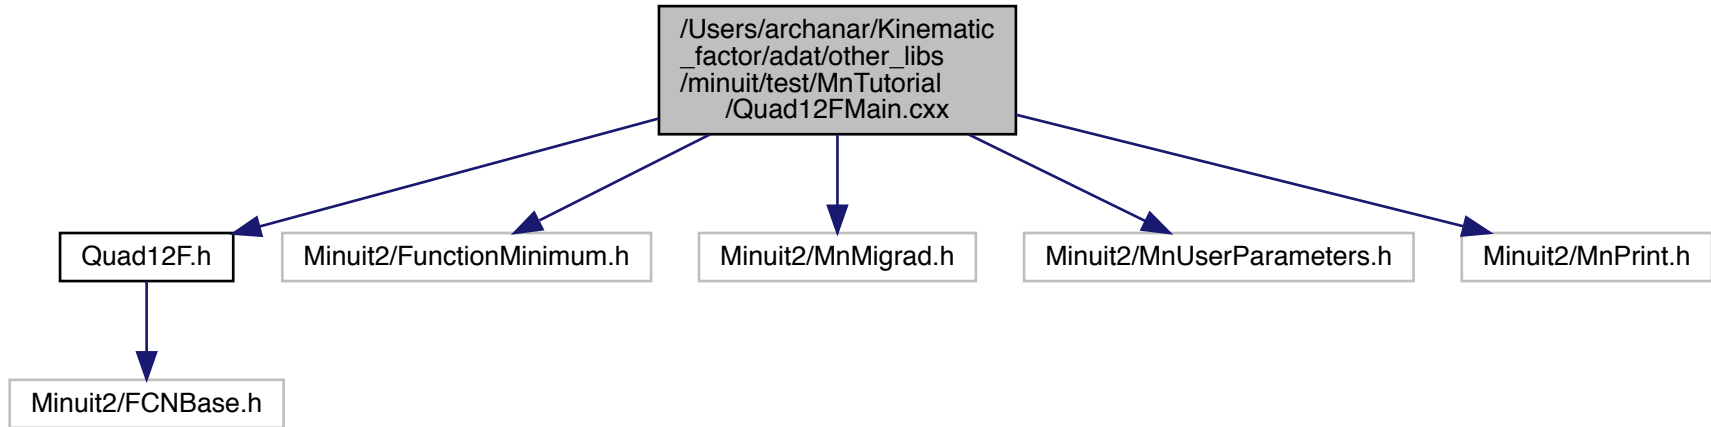 /Users/archanar/Kinematic
_factor/adat/other_libs
/minuit/test/MnTutorial
/Quad12FMain.cxx
Quad12F.h
Minuit2/FunctionMinimum.h
Minuit2/MnMigrad.h
Minuit2/MnUserParameters.h
Minuit2/MnPrint.h
Minuit2/FCNBase.h